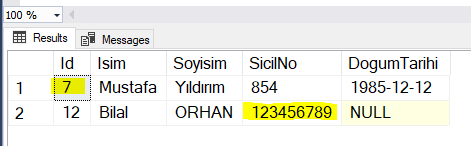 100 %
Results Messages
Id Isim Soyisim SicilNo DogumTarihi
1 7 Mustafa Yıldırım 854 1985-12-12
2 12 Bilal ORHAN 123456789 NULL